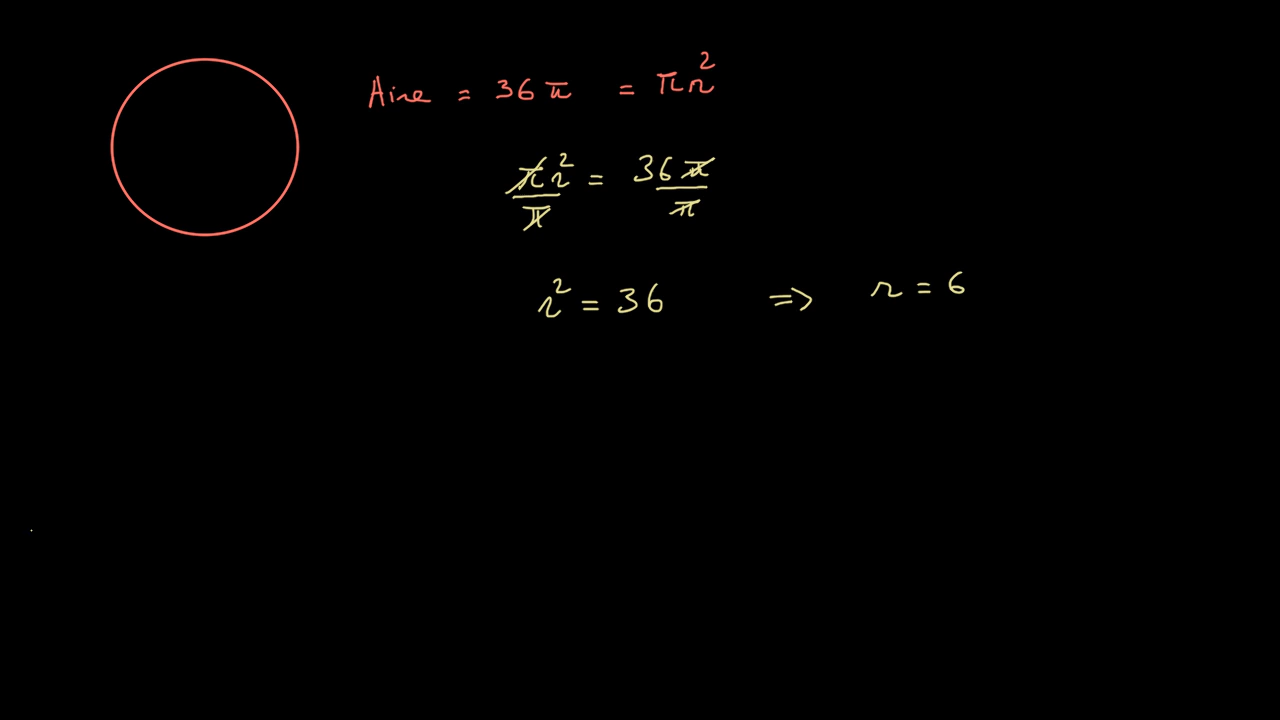 Aire = 36π = πr²
πr²/π = 36π/π
r² = 36 => r = 6